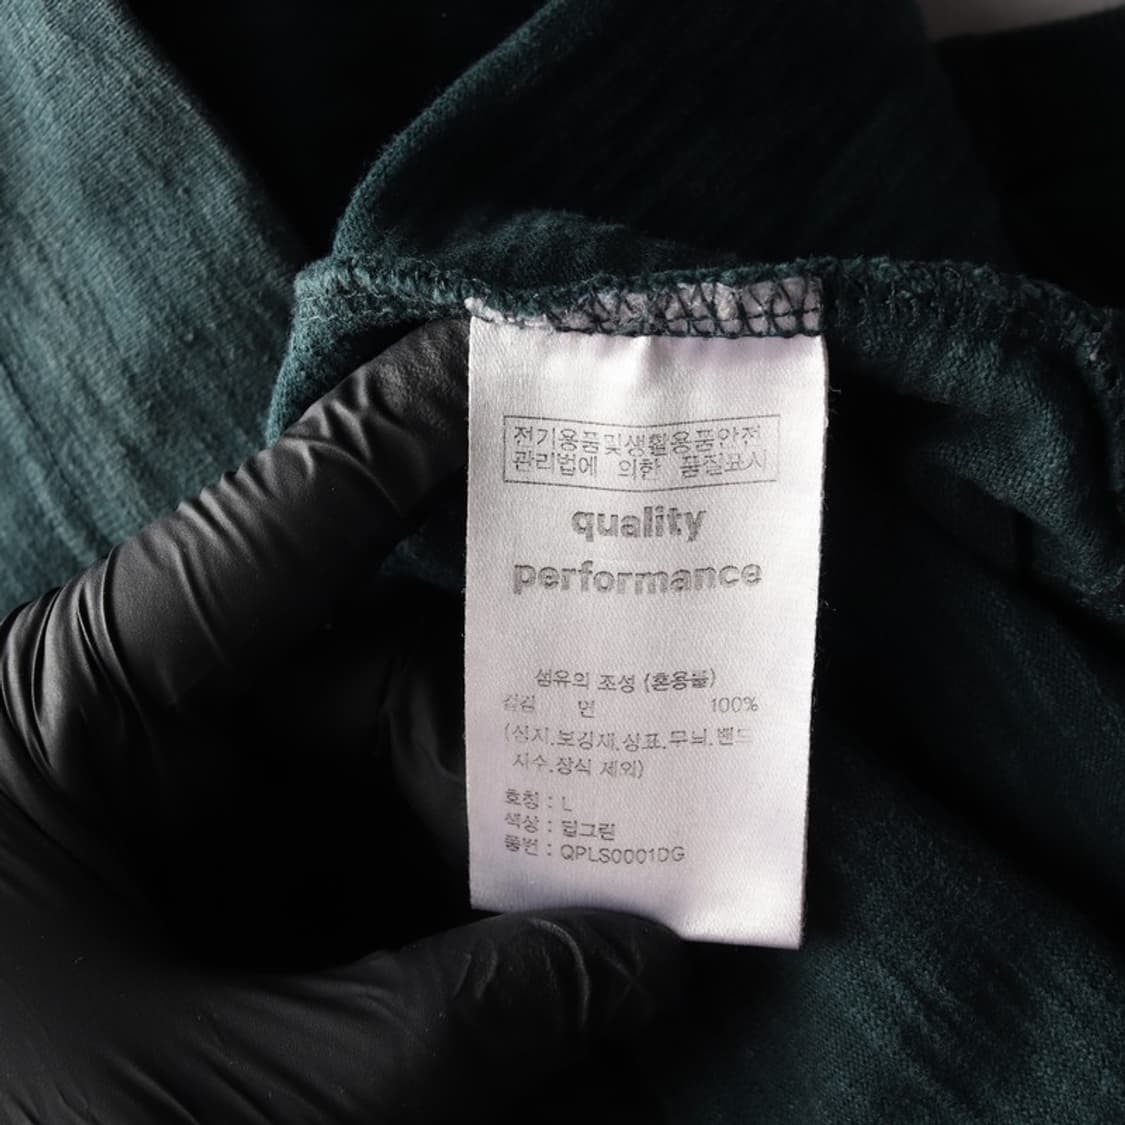 전기용품및생활용품안전
관리법에 의한 품질표시
quality
performance
섬유의 조성 (혼용률)
겉감 면 100%
(심지.보강재.상표.무늬.밴드
자수.장식 제외)
호칭 : L
색상 : 딥그린
품번 : QPLS0001DG